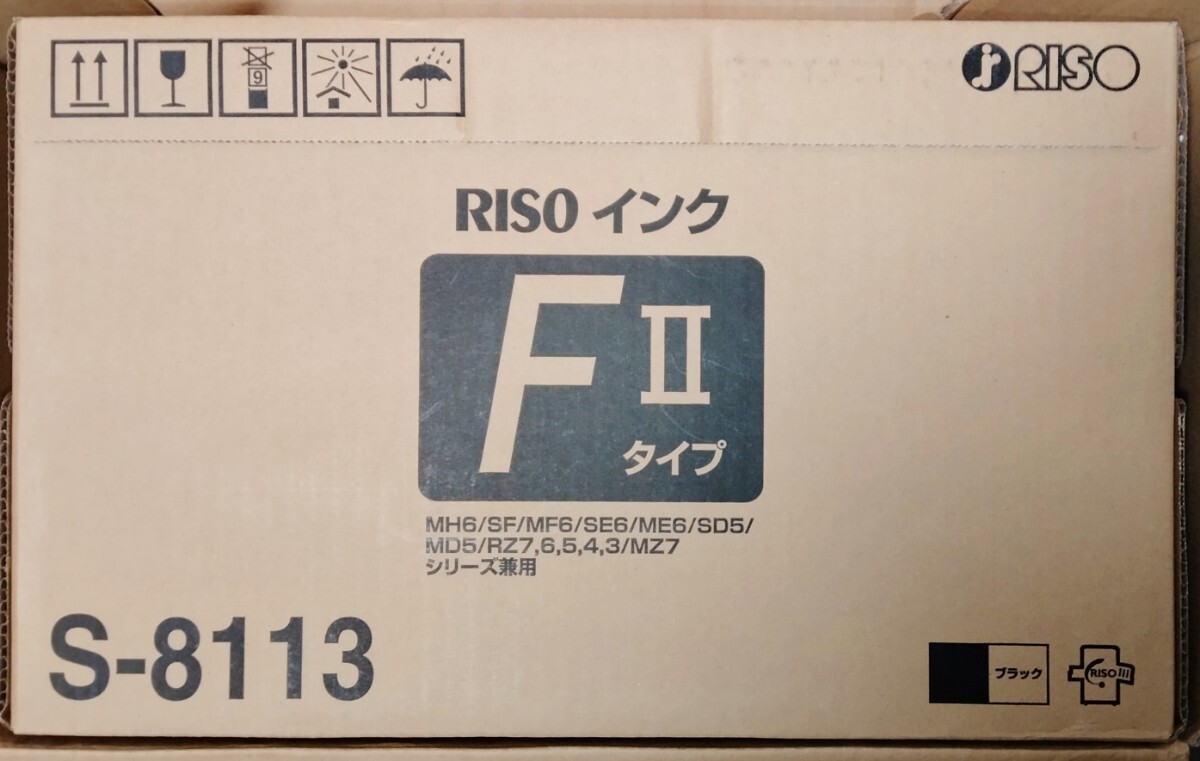 9
RISO
RISO インク
F II
タイプ
MH6/SF/MF6/SE6/ME6/SD5/
MD5/RZ7,6,5,4,3/MZ7
シリーズ兼用
S-8113
ブラック
RISO